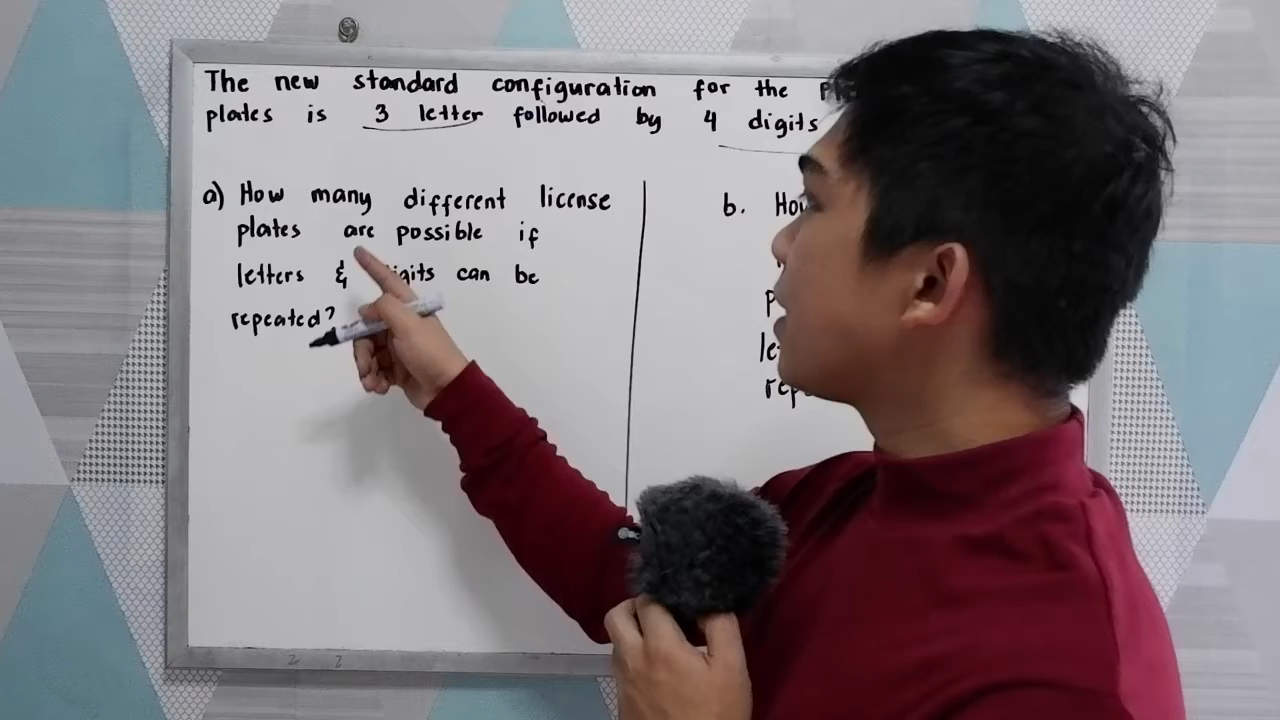 The new standard configuration for the
plates is 3 letter followed by 4 digits
a) How many different license
plates are possible if
letters & digits can be
repeated?
b.